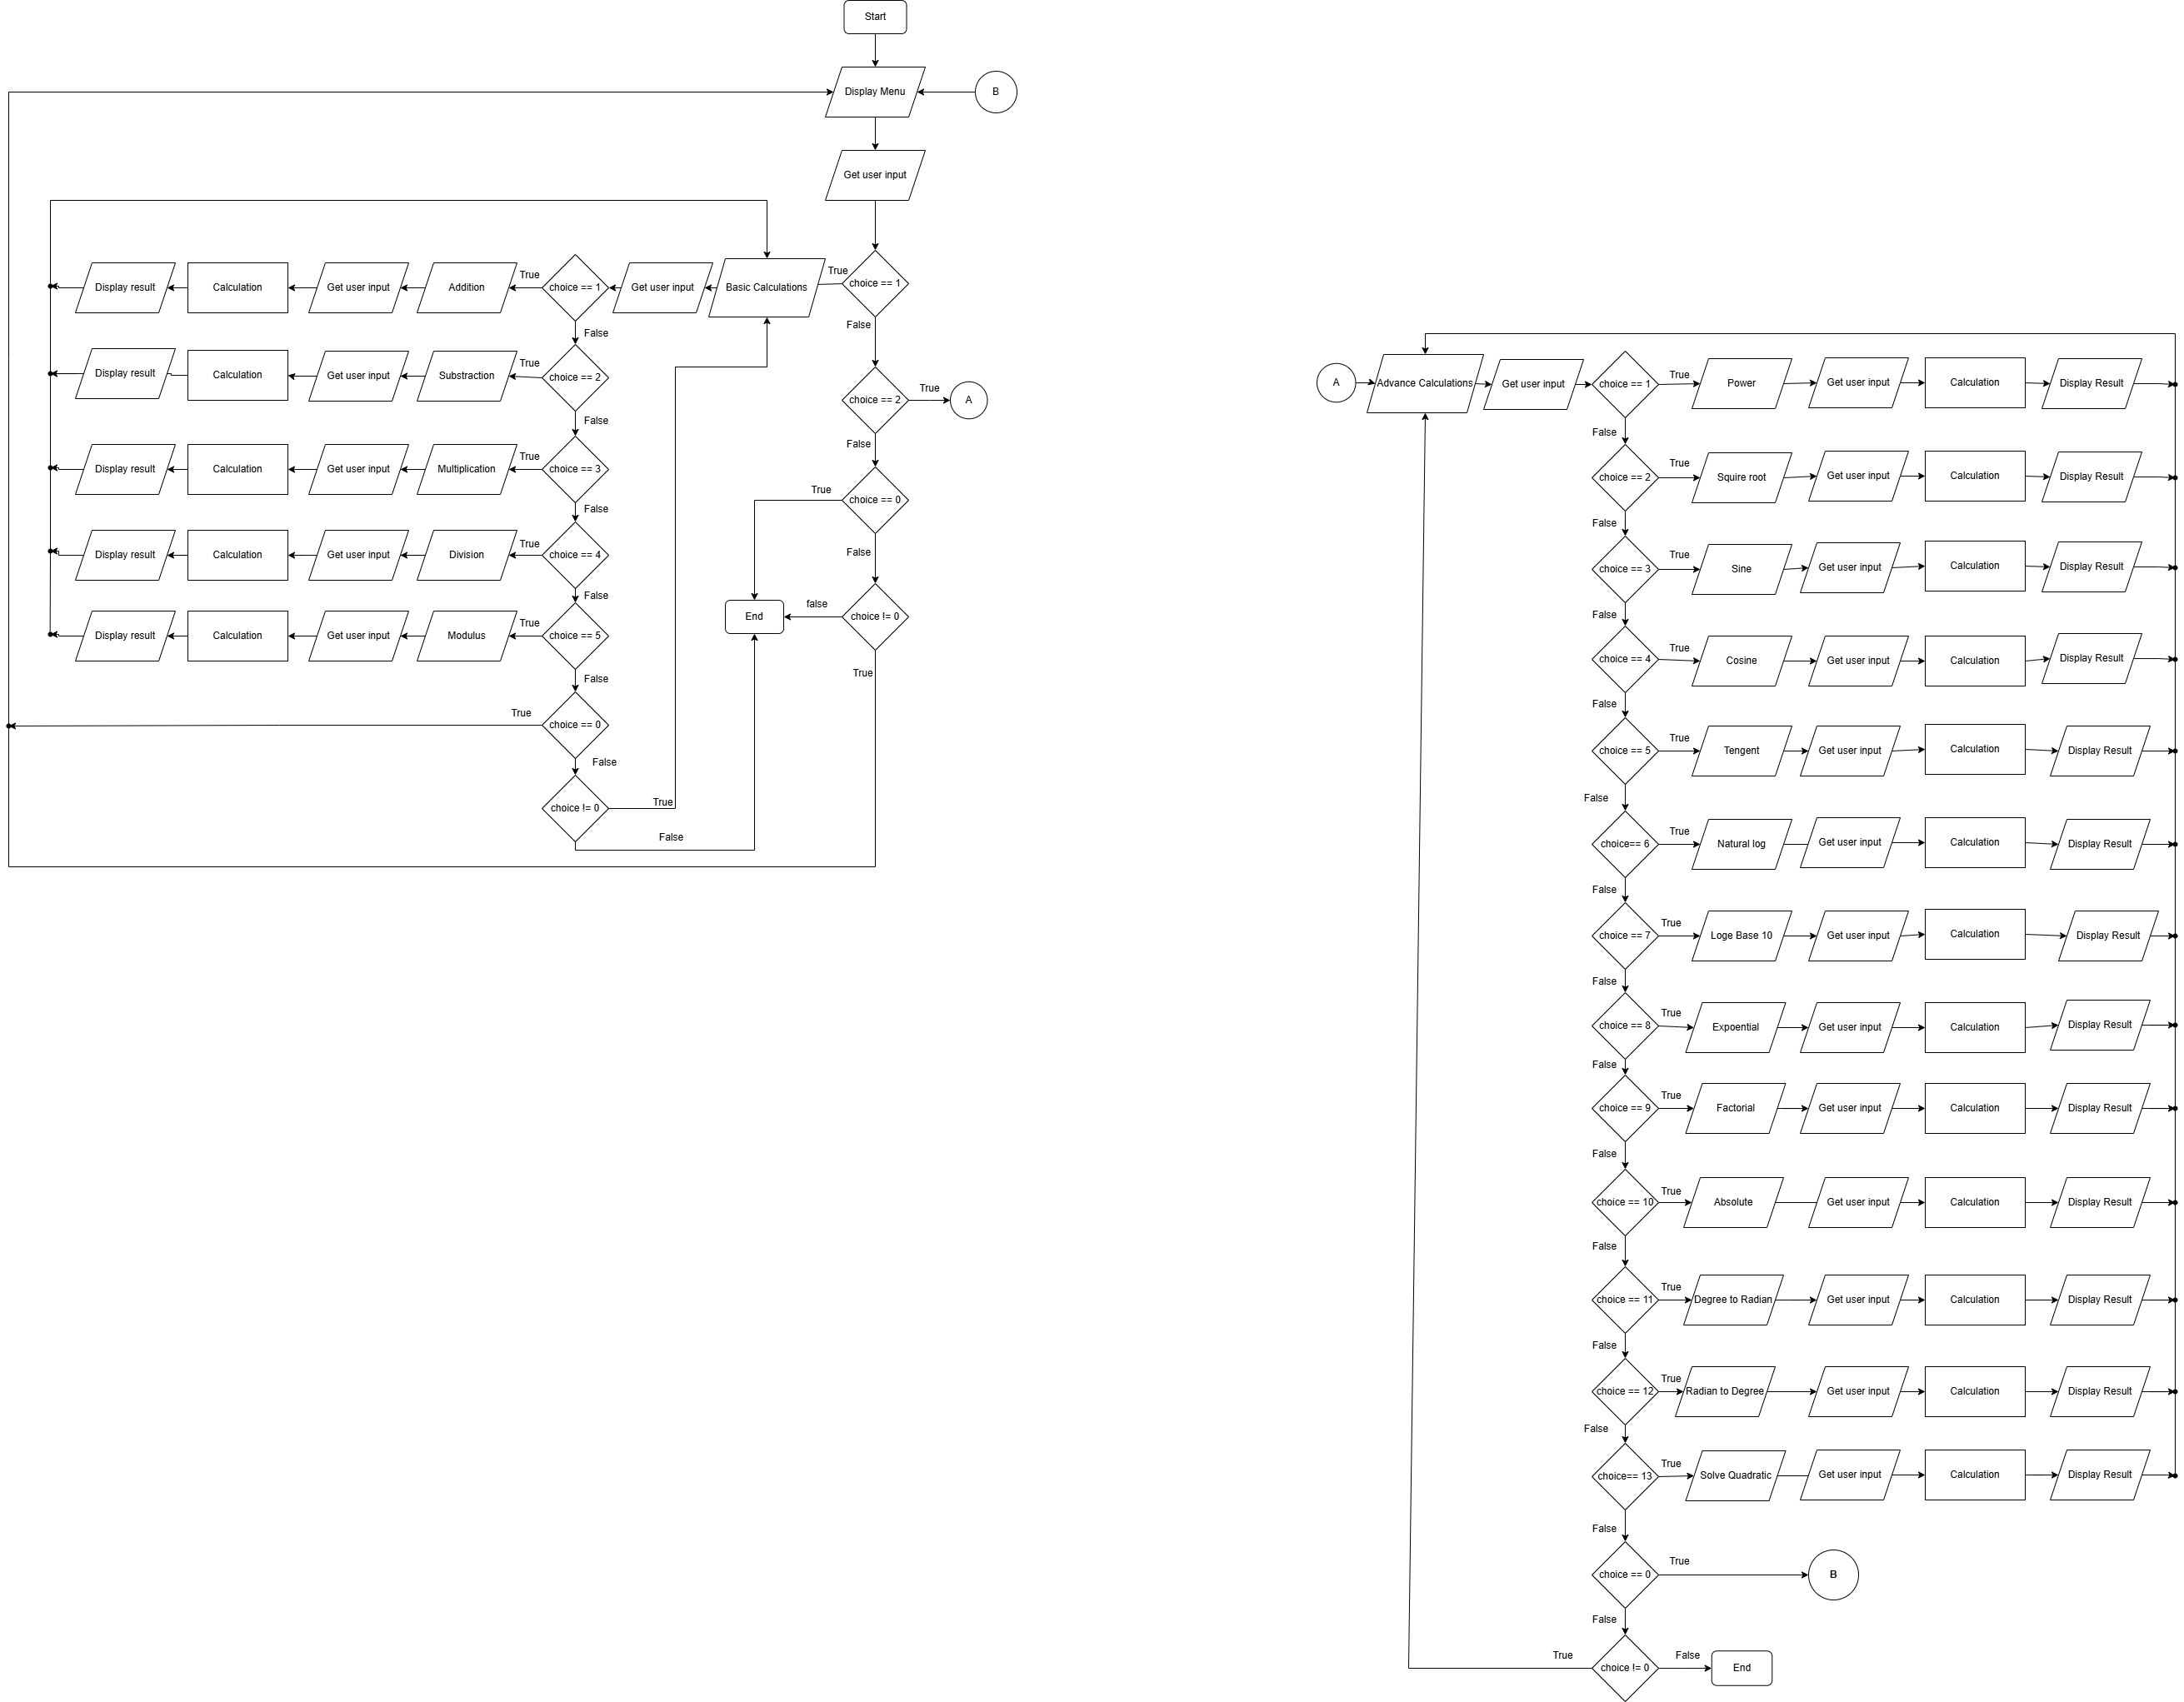 Start
Display Menu
B
Get user input
True
choice == 1
Basic Calculations
Get user input
choice == 1
True
Addition
Get user input
Calculation
Display result
False
False
choice == 2
True
Substraction
Get user input
Calculation
Display result
False
choice == 3
True
Multiplication
Get user input
Calculation
Display result
False
choice == 4
True
Division
Get user input
Calculation
Display result
False
choice == 5
True
Modulus
Get user input
Calculation
Display result
False
choice == 0
True
False
choice != 0
True
False
choice == 2
True
A
False
choice == 0
True
False
choice != 0
false
End
True
A
Advance Calculations
Get user input
choice == 1
True
Power
Get user input
Calculation
Display Result
False
choice == 2
True
Squire root
Get user input
Calculation
Display Result
False
choice == 3
True
Sine
Get user input
Calculation
Display Result
False
choice == 4
True
Cosine
Get user input
Calculation
Display Result
False
choice == 5
True
Tengent
Get user input
Calculation
Display Result
False
choice== 6
True
Natural log
Get user input
Calculation
Display Result
False
choice == 7
True
Loge Base 10
Get user input
Calculation
Display Result
False
choice == 8
True
Expoential
Get user input
Calculation
Display Result
False
choice == 9
True
Factorial
Get user input
Calculation
Display Result
False
choice == 10
True
Absolute
Get user input
Calculation
Display Result
False
choice == 11
True
Degree to Radian
Get user input
Calculation
Display Result
False
choice == 12
True
Radian to Degree
Get user input
Calculation
Display Result
False
choice== 13
True
Solve Quadratic
Get user input
Calculation
Display Result
False
choice == 0
True
B
False
choice != 0
True
False
End